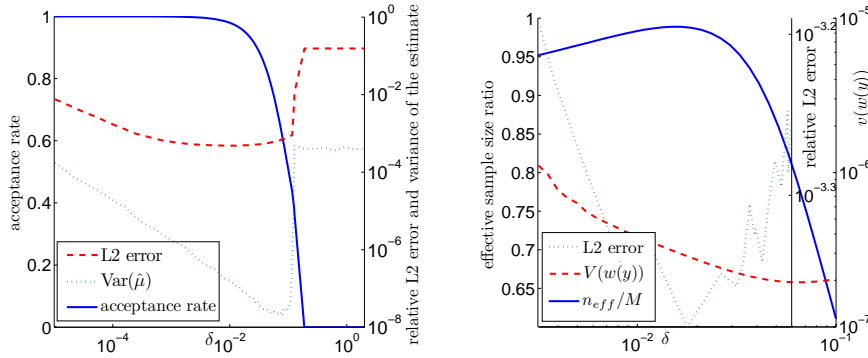 acceptance rate
1
0.8
0.6
0.4
0.2
0
10^-4
δ10^-2
10^0
10^0
10^-2
10^-4
10^-6
10^-8
relative L2 error and variance of the estimate
L2 error
Var(μ̂)
acceptance rate
effective sample size ratio
1
0.95
0.9
0.85
0.8
0.75
0.7
0.65
10^-2
δ
10^-1
10^-3.2
10^-3.3
relative L2 error
10^-5
10^-6
10^-7
v(w(y))
L2 error
V(w(y))
n_eff/M